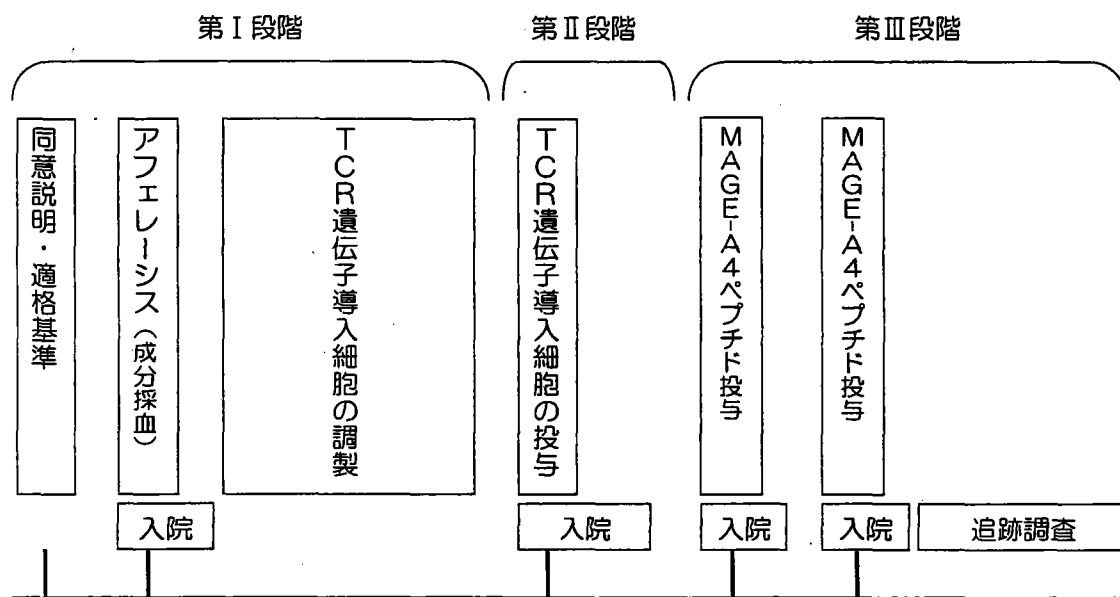 第Ⅰ段階
第Ⅱ段階
第Ⅲ段階
同意説明・適格基準
アフェレーシス（成分採血）
TCR遺伝子導入細胞の調製
TCR遺伝子導入細胞の投与
MAGE-A4ペプチド投与
MAGE-A4ペプチド投与
入院
入院
入院
入院
追跡調査